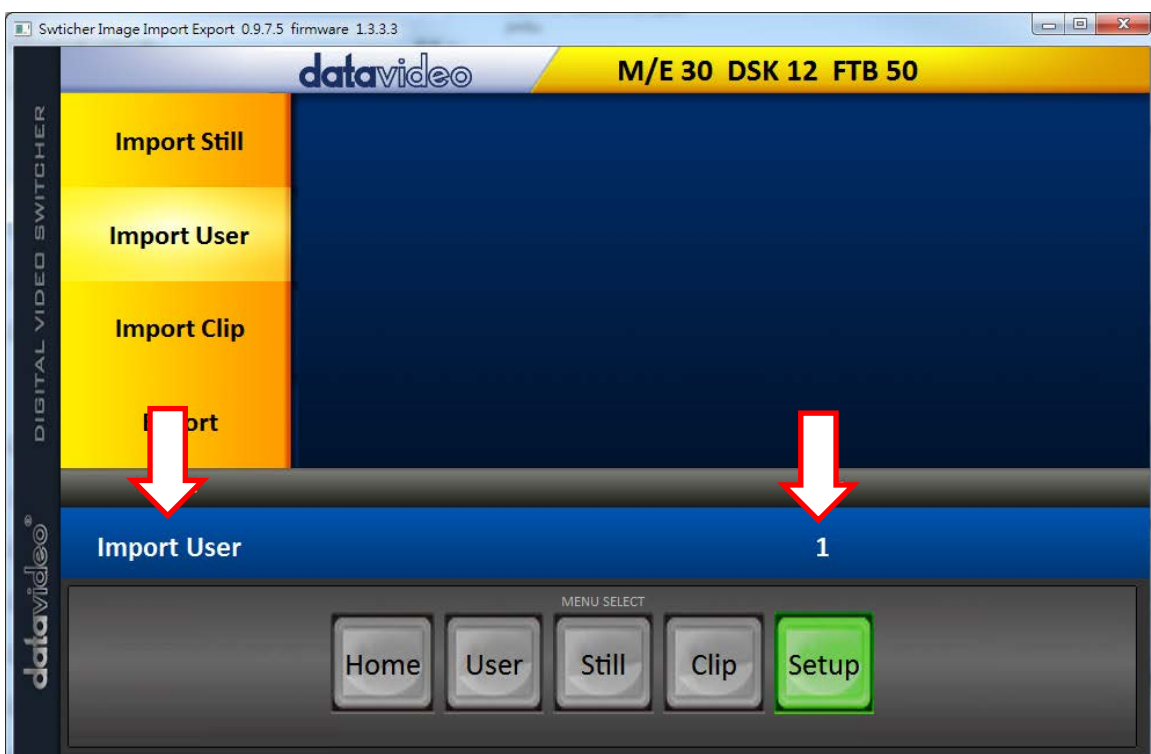 Swticher Image Import Export 0.9.7.5 firmware 1.3.3.3
datavideo
M/E 30 DSK 12 FTB 50
Import Still
Import User
Import Clip
DIGITAL VIDEO SWITCHER
datavideo®
Import User 1
MENU SELECT
Home User Still Clip Setup